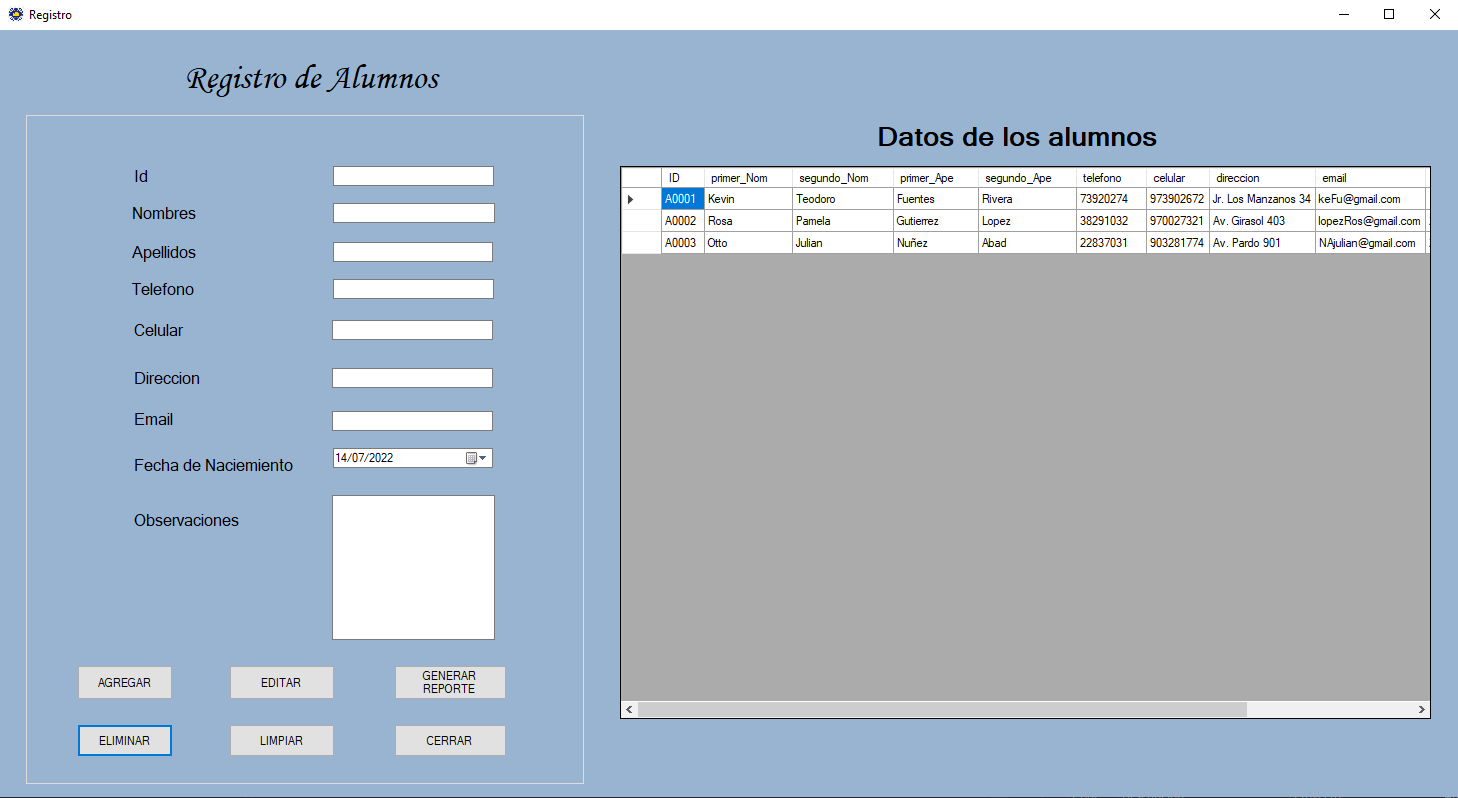 Registro
Registro de Alumnos
Id
Nombres
Apellidos
Telefono
Celular
Direccion
Email
Fecha de Naciemiento 14/07/2022
Observaciones
AGREGAR EDITAR GENERAR REPORTE
ELIMINAR LIMPIAR CERRAR
Datos de los alumnos
ID primer_Nom segundo_Nom primer_Ape segundo_Ape telefono celular direccion email
A0001 Kevin Teodoro Fuentes Rivera 73920274 973902672 Jr. Los Manzanos 34 keFu@gmail.com
A0002 Rosa Pamela Gutierrez Lopez 38291032 970027321 Av. Girasol 403 lopezRos@gmail.com
A0003 Otto Julian Nuñez Abad 22837031 903281774 Av. Pardo 901 NAjulian@gmail.com